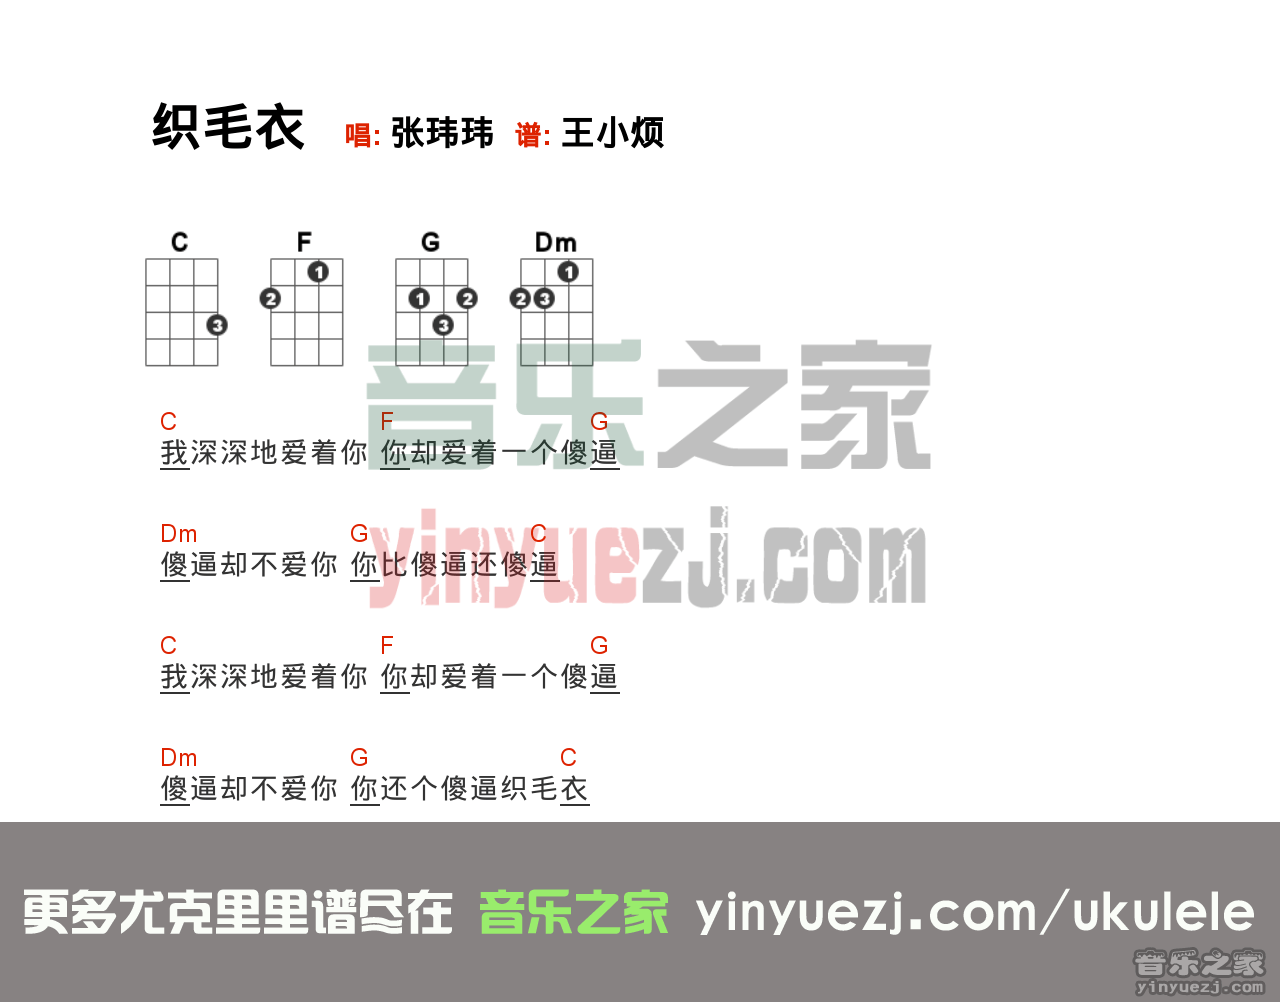 织毛衣 唱: 张玮玮 谱: 王小烦
C F G Dm
1 1 1
2 1 2 2 3
3 3
音乐之家
C F G
我深深地爱着你 你却爱着一个傻逼
yinyuezj.com
Dm G C
傻逼却不爱你 你比傻逼还傻逼
C F G
我深深地爱着你 你却爱着一个傻逼
Dm G C
傻逼却不爱你 你还个傻逼织毛衣
更多尤克里里谱尽在 音乐之家 yinyuezj.com/ukulele
音乐之家
yinyuezj.com